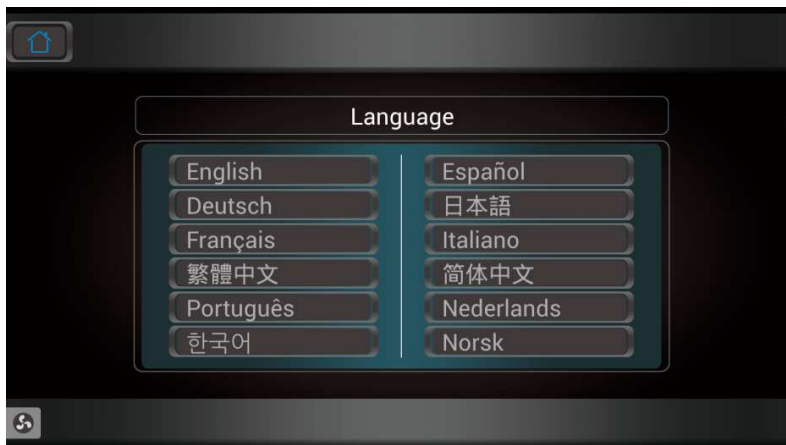 Language
English
Deutsch
Français
繁體中文
Português
한국어
Español
日本語
Italiano
简体中文
Nederlands
Norsk